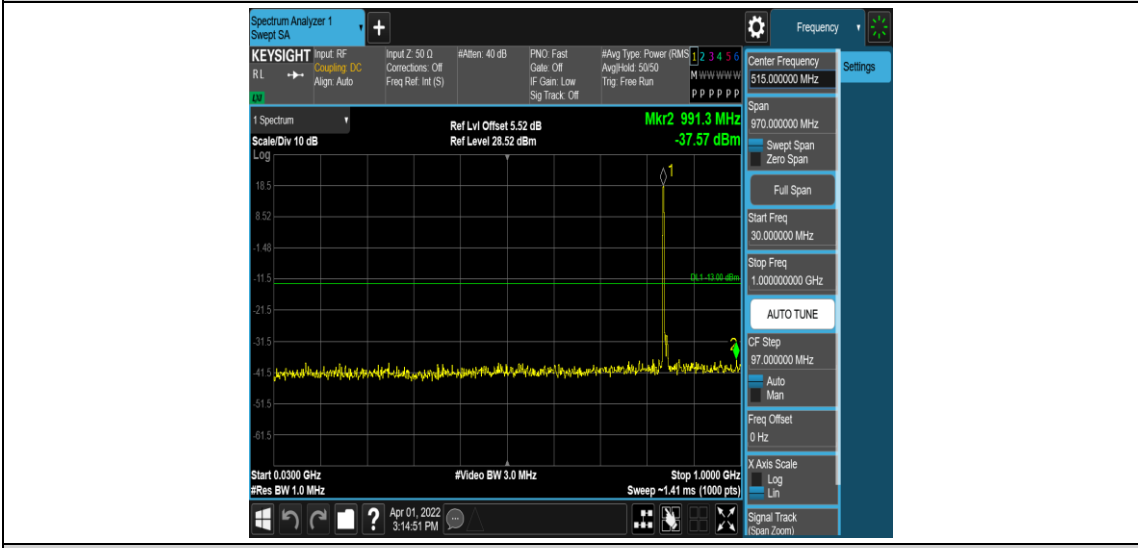 Spectrum Analyzer 1
Swept SA
+
Frequency
KEYSIGHT
RL
LXI
Input: RF
Coupling: DC
Align: Auto
Input Z: 50 Ω
Corrections: Off
Freq Ref: Int (S)
#Atten: 40 dB
PNO: Fast
Gate: Off
IF Gain: Low
Sig Track: Off
#Avg Type: Power (RMS
Avg|Hold: 50/50
Trig: Free Run
1 2 3 4 5 6
M W W W W W
P P P P P P
1 Spectrum
Scale/Div 10 dB
Log
Ref Lvl Offset 5.52 dB
Ref Level 28.52 dBm
Mkr2 991.3 MHz
-37.57 dBm
1
18.5
8.52
-1.48
-11.5
DL1 -13.00 dBm
-21.5
-31.5
2
-41.5
-51.5
-61.5
Start 0.0300 GHz
#Res BW 1.0 MHz
#Video BW 3.0 MHz
Stop 1.0000 GHz
Sweep ~1.41 ms (1000 pts)
?
Apr 01, 2022
3:14:51 PM
Center Frequency
515.000000 MHz
Settings
Span
970.000000 MHz
Swept Span
Zero Span
Full Span
Start Freq
30.000000 MHz
Stop Freq
1.000000000 GHz
AUTO TUNE
CF Step
97.000000 MHz
Auto
Man
Freq Offset
0 Hz
X Axis Scale
Log
Lin
Signal Track
(Span Zoom)